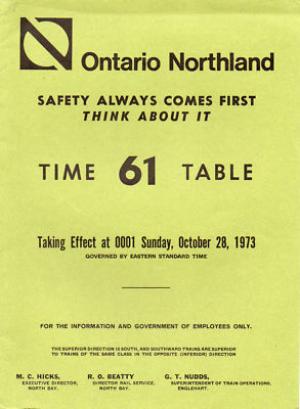 Ontario Northland
SAFETY ALWAYS COMES FIRST
THINK ABOUT IT
TIME 61 TABLE
Taking Effect at 0001 Sunday, October 28, 1973
GOVERNED BY EASTERN STANDARD TIME
FOR THE INFORMATION AND GOVERNMENT OF EMPLOYEES ONLY.
THE SUPERIOR DIRECTION IS SOUTH, AND SOUTHWARD TRAINS ARE SUPERIOR
TO TRAINS OF THE SAME CLASS IN THE OPPOSITE (INFERIOR) DIRECTION
M. C. HICKS, R. O. BEATTY G. T. NUDDS,
EXECUTIVE DIRECTOR, DIRECTOR RAIL SERVICE, SUPERINTENDENT OF TRAIN OPERATIONS,
NORTH BAY. NORTH BAY. ENGLEHART.